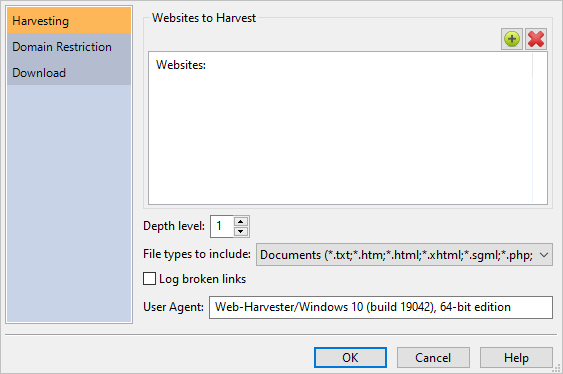 Harvesting
Domain Restriction
Download
Websites to Harvest
Websites:
Depth level: 1
File types to include: Documents (*.txt;*.htm;*.html;*.xhtml;*.sgml;*.php;
Log broken links
User Agent: Web-Harvester/Windows 10 (build 19042), 64-bit edition
OK Cancel Help